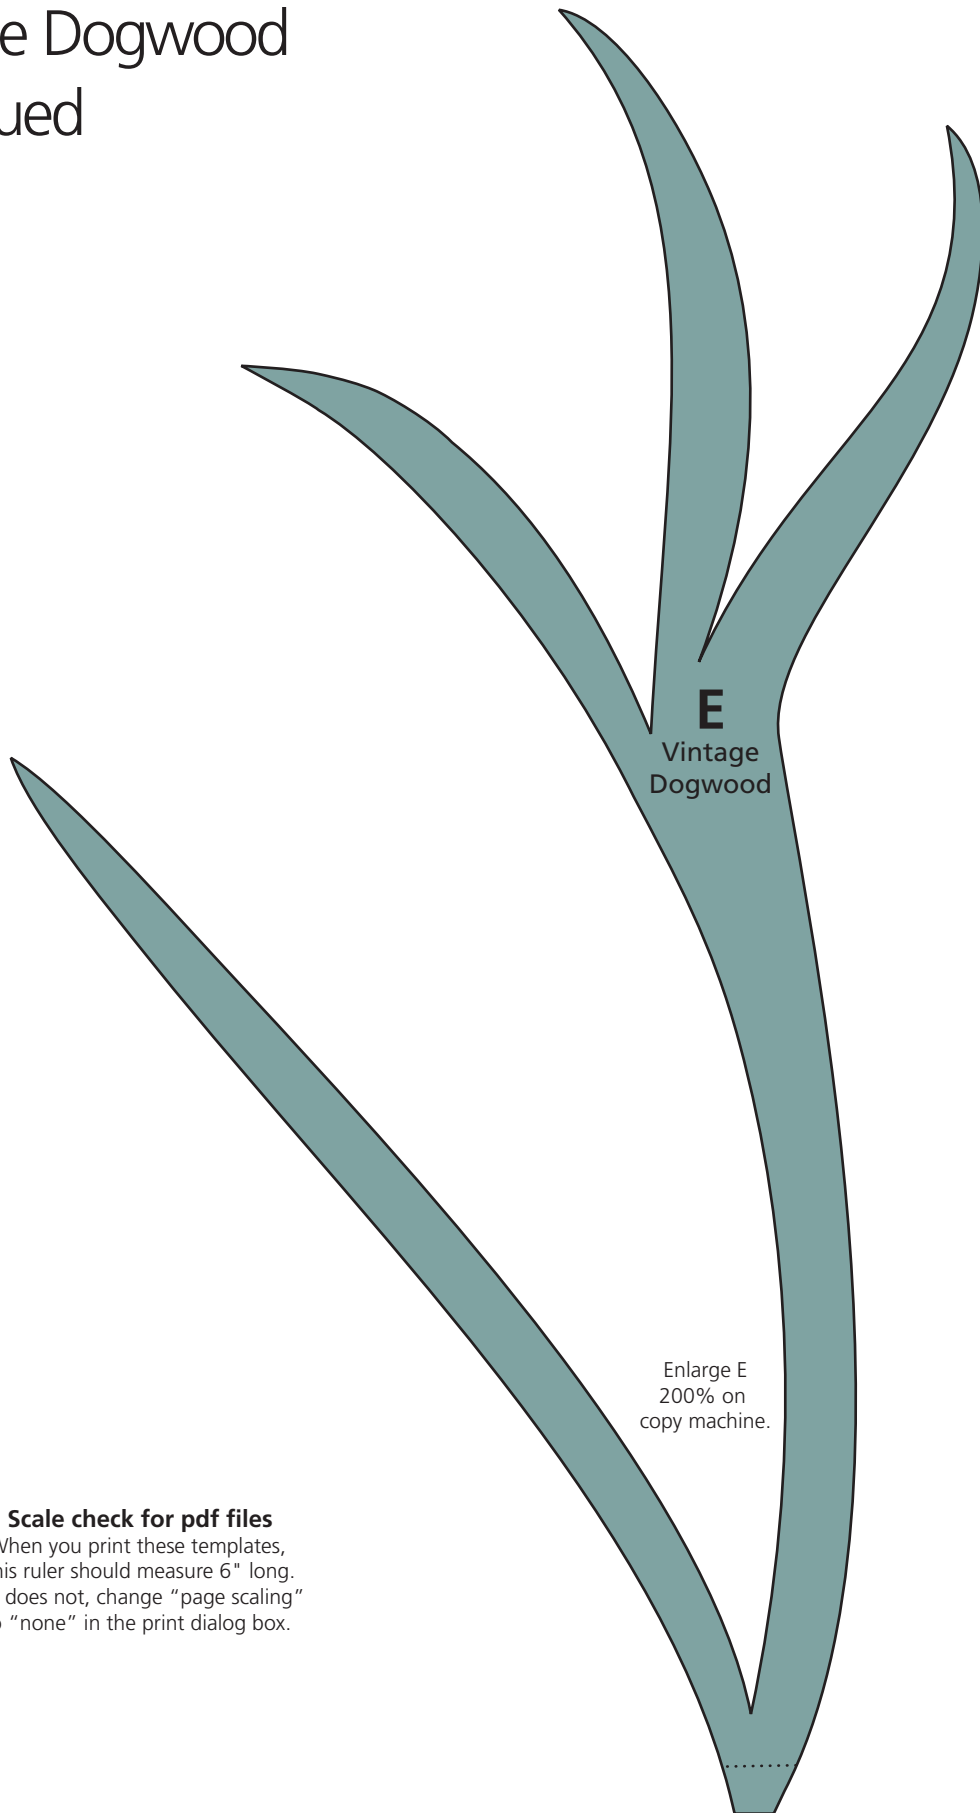 e Dogwood
ued
E
Vintage
Dogwood
Enlarge E
200% on
copy machine.
Scale check for pdf files
When you print these templates,
his ruler should measure 6" long.
does not, change “page scaling”
“none” in the print dialog box.